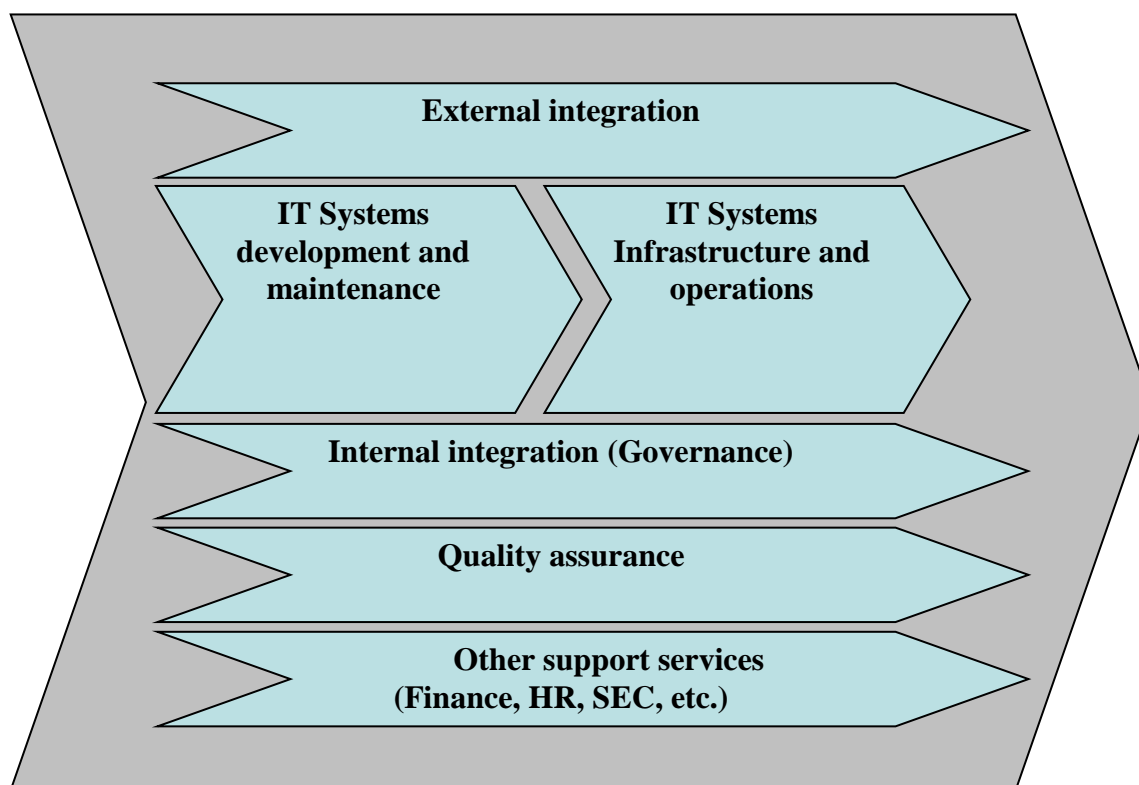 External integration
IT Systems
development and
maintenance
IT Systems
Infrastructure and
operations
Internal integration (Governance)
Quality assurance
Other support services
(Finance, HR, SEC, etc.)